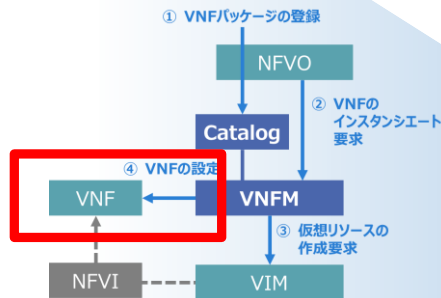 ① VNFパッケージの登録
NFVO
② VNFの
インスタンシエート
要求
Catalog
④ VNFの設定
VNF
VNFM
③ 仮想リソースの
作成要求
NFVI
VIM